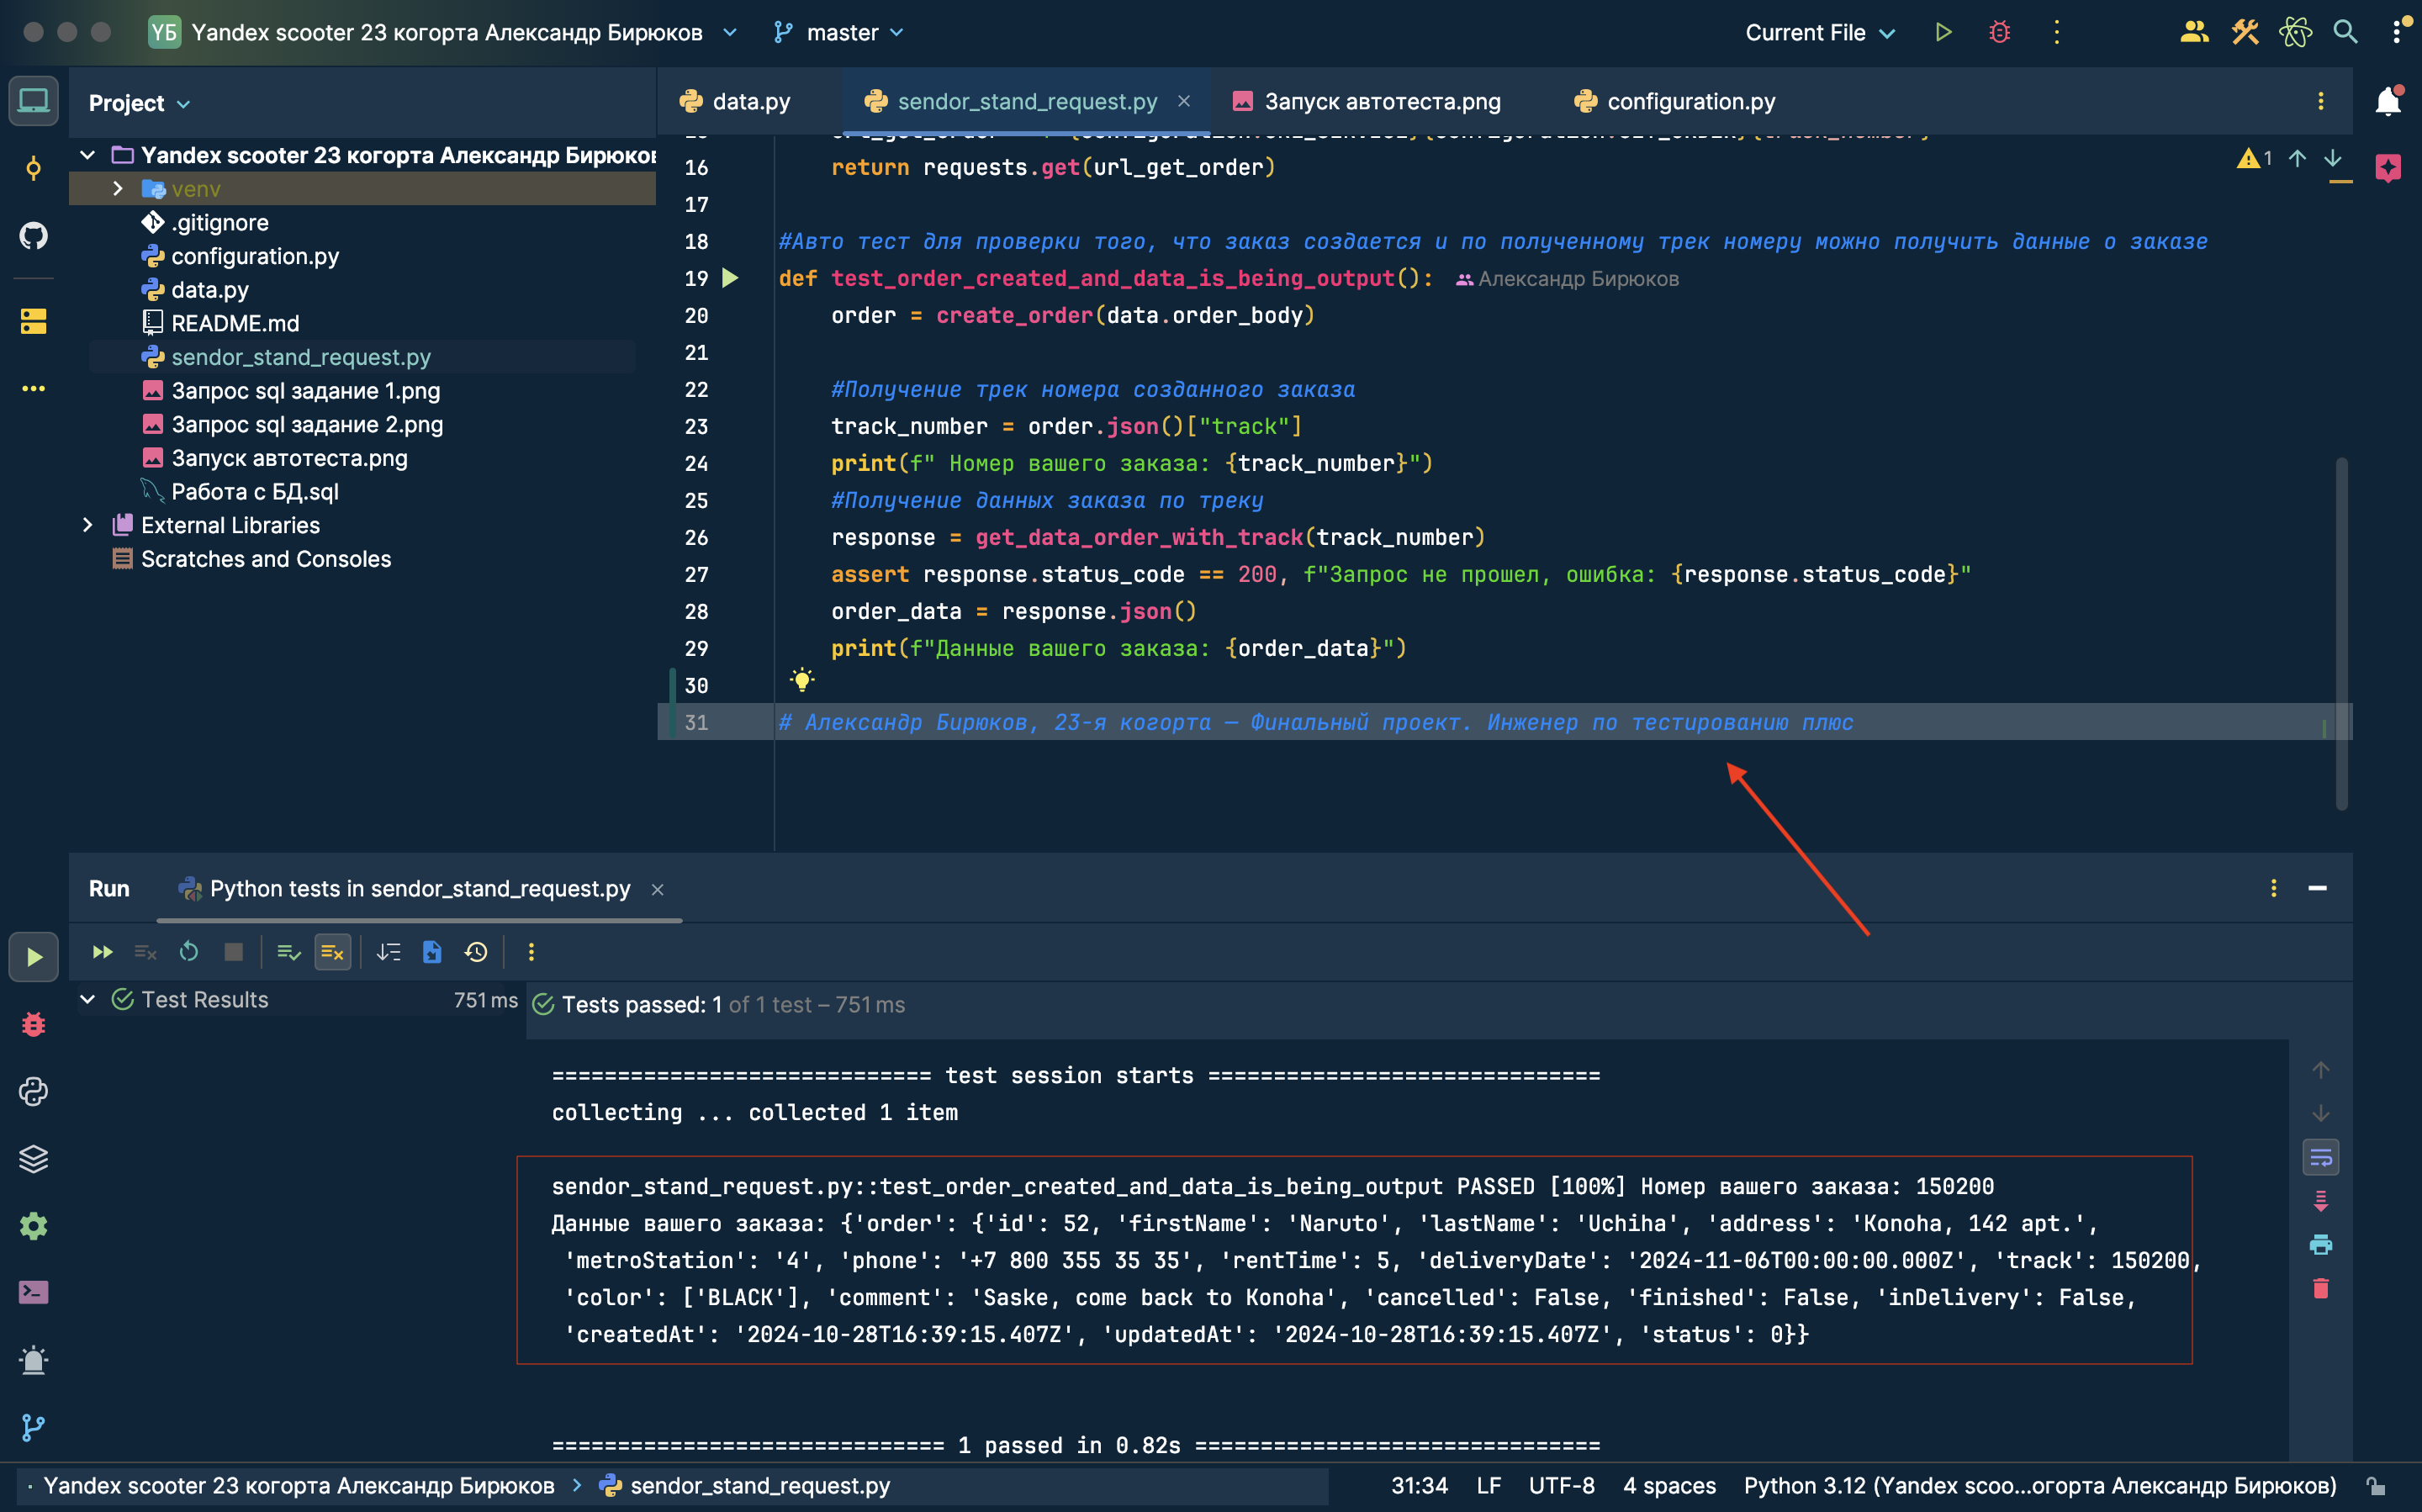 YБ Yandex scooter 23 когорта Александр Бирюков master Current File
Project
data.py sendor_stand_request.py Запуск автотеста.png configuration.py
Yandex scooter 23 когорта Александр Бирюков
venv
.gitignore
configuration.py
data.py
README.md
sendor_stand_request.py
Запрос sql задание 1.png
Запрос sql задание 2.png
Запуск автотеста.png
Работа с БД.sql
External Libraries
Scratches and Consoles
1
16 return requests.get(url_get_order)
17
18 #Авто тест для проверки того, что заказ создается и по полученному трек номеру можно получить данные о заказе
19 def test_order_created_and_data_is_being_output(): Александр Бирюков
20 order = create_order(data.order_body)
21
22 #Получение трек номера созданного заказа
23 track_number = order.json()["track"]
24 print(f" Номер вашего заказа: {track_number}")
25 #Получение данных заказа по треку
26 response = get_data_order_with_track(track_number)
27 assert response.status_code == 200, f"Запрос не прошел, ошибка: {response.status_code}"
28 order_data = response.json()
29 print(f"Данные вашего заказа: {order_data}")
30
31 # Александр Бирюков, 23-я когорта — Финальный проект. Инженер по тестированию плюс
Run Python tests in sendor_stand_request.py
Test Results 751 ms
Tests passed: 1 of 1 test – 751 ms
============================= test session starts ==============================
collecting ... collected 1 item
sendor_stand_request.py::test_order_created_and_data_is_being_output PASSED [100%] Номер вашего заказа: 150200
Данные вашего заказа: {'order': {'id': 52, 'firstName': 'Naruto', 'lastName': 'Uchiha', 'address': 'Konoha, 142 apt.',
'metroStation': '4', 'phone': '+7 800 355 35 35', 'rentTime': 5, 'deliveryDate': '2024-11-06T00:00:00.000Z', 'track': 150200,
'color': ['BLACK'], 'comment': 'Saske, come back to Konoha', 'cancelled': False, 'finished': False, 'inDelivery': False,
'createdAt': '2024-10-28T16:39:15.407Z', 'updatedAt': '2024-10-28T16:39:15.407Z', 'status': 0}}
============================== 1 passed in 0.82s ===============================
Yandex scooter 23 когорта Александр Бирюков sendor_stand_request.py 31:34 LF UTF-8 4 spaces Python 3.12 (Yandex scoo...огорта Александр Бирюков)